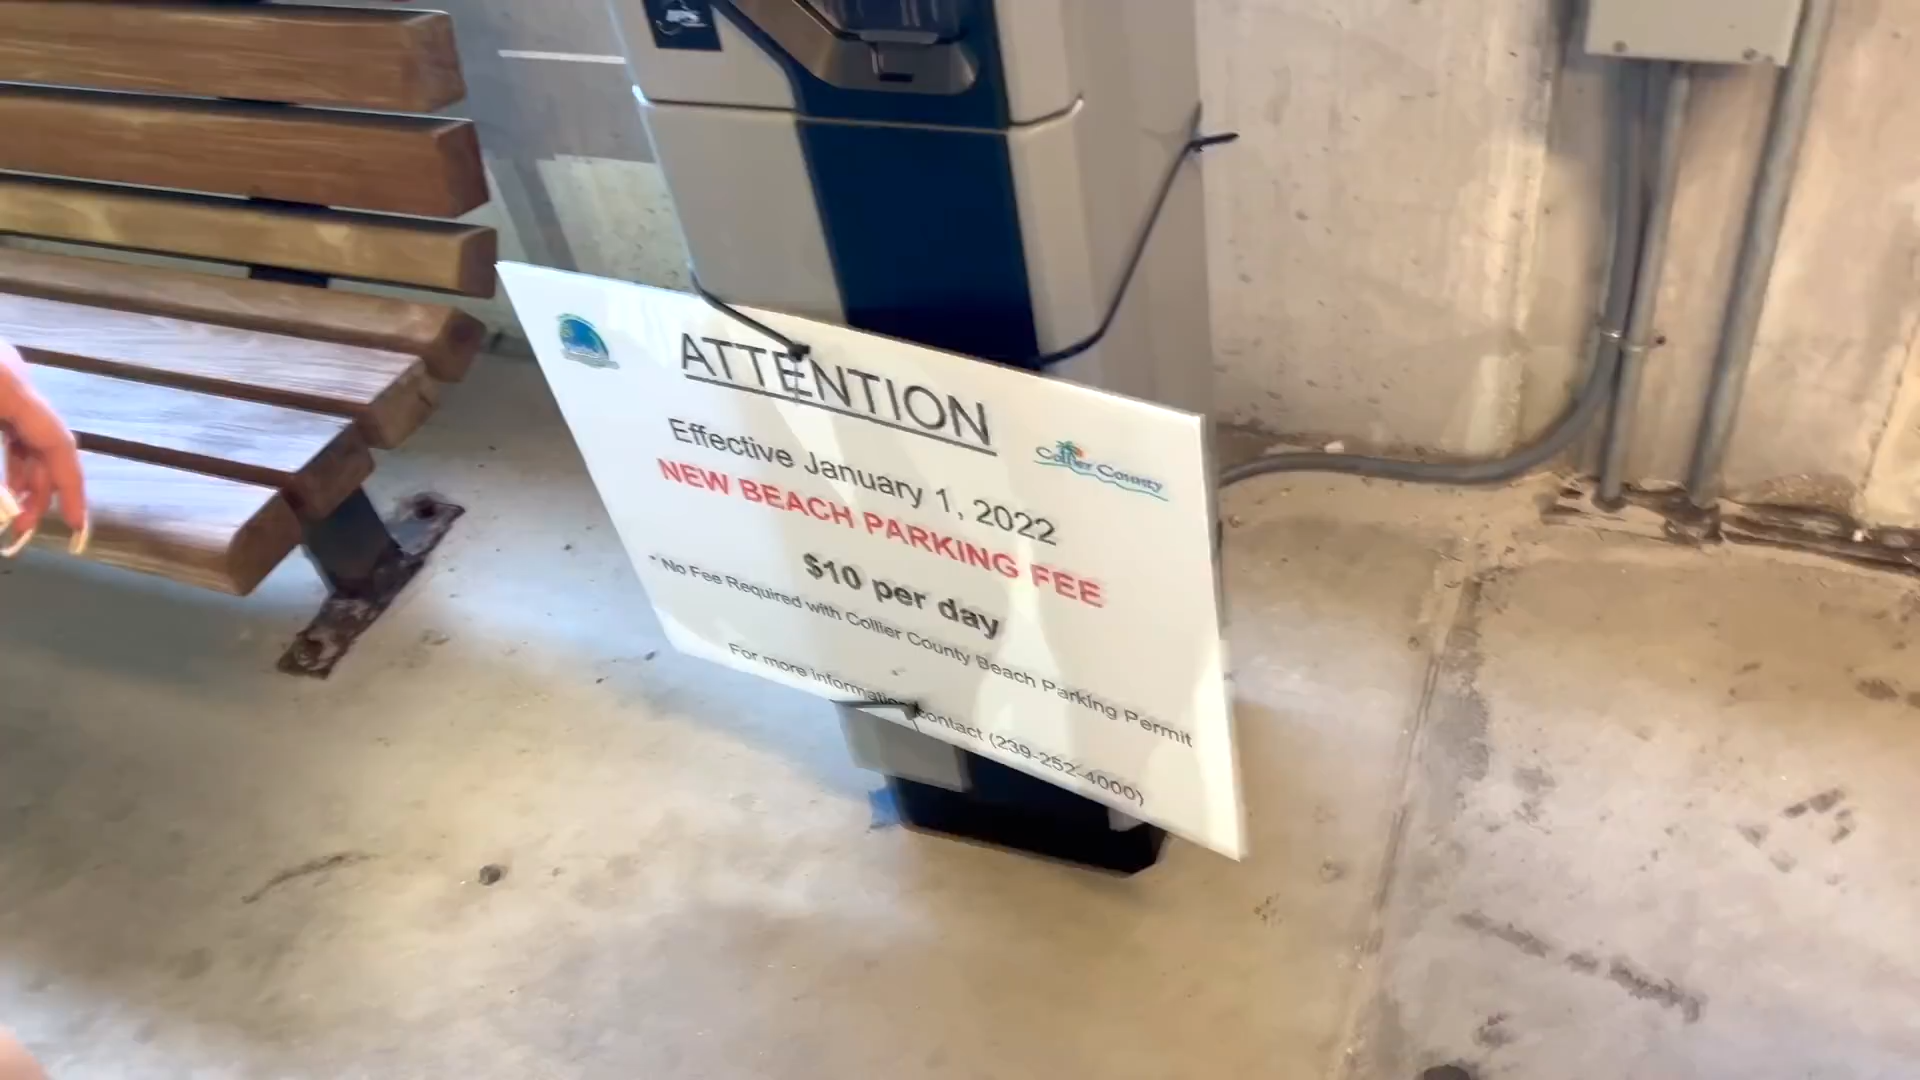 ATTENTION
Collier County
Effective January 1, 2022
NEW BEACH PARKING FEE
$10 per day
* No Fee Required with Collier County Beach Parking Permit
For more information contact (239-252-4000)